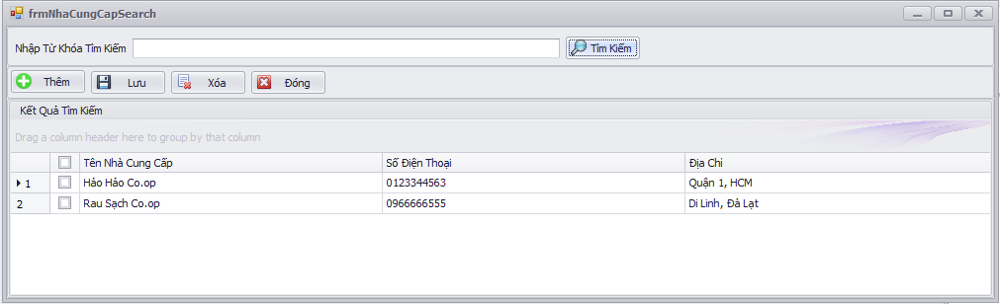 frmNhaCungCapSearch
Nhập Từ Khóa Tìm Kiếm Tìm Kiếm
Thêm Lưu Xóa Đóng
Kết Quả Tìm Kiếm
Drag a column header here to group by that column
Tên Nhà Cung Cấp Số Điện Thoại Địa Chỉ
1 Hảo Hảo Co.op 0123344563 Quận 1, HCM
2 Rau Sạch Co.op 0966666555 Di Linh, Đà Lạt